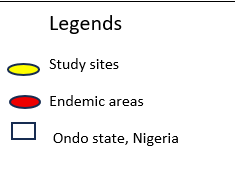 Legends
Study sites
Endemic areas
Ondo state, Nigeria